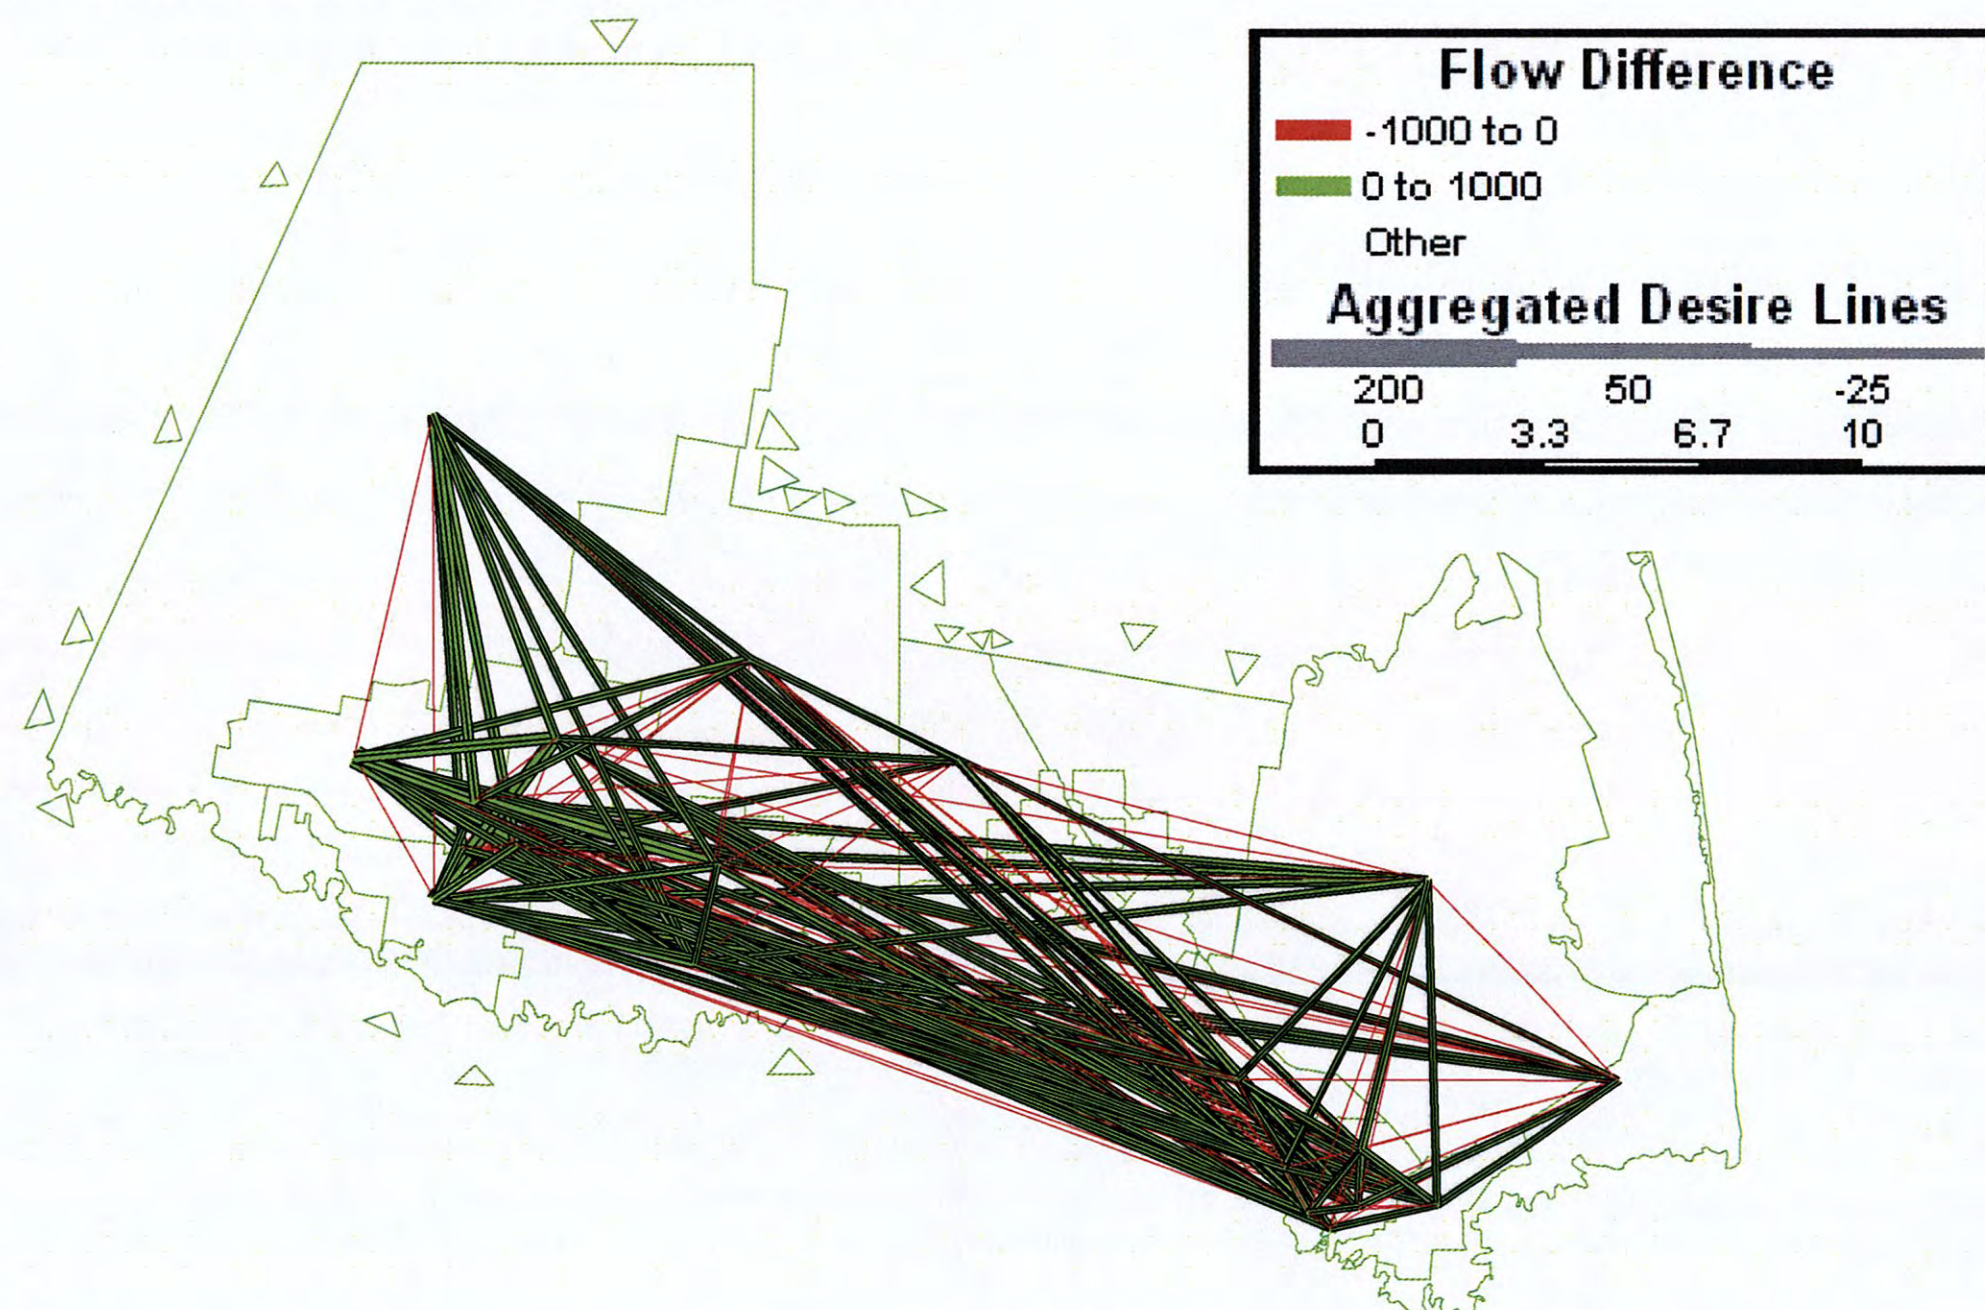 Flow Difference
-1000 to 0
0 to 1000
Other
Aggregated Desire Lines
200 50 -25
0 3.3 6.7 10